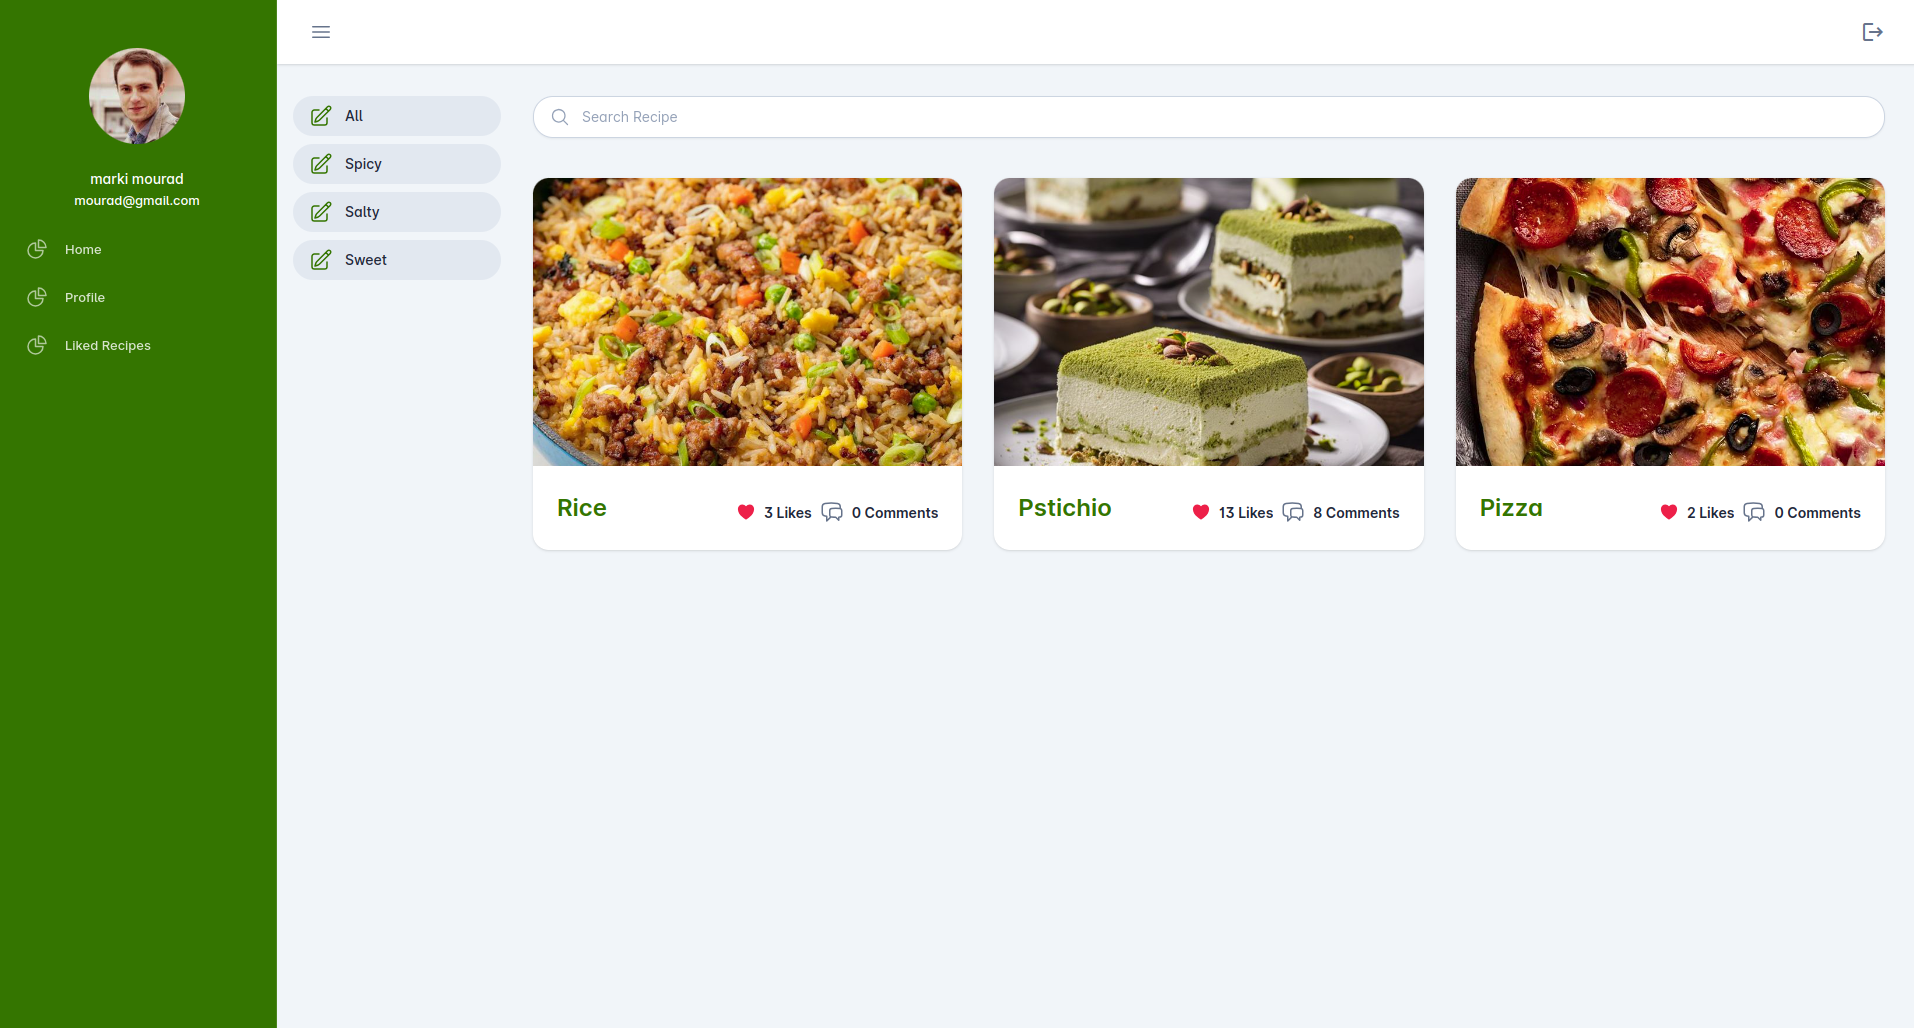 marki mourad
mourad@gmail.com
Home
Profile
Liked Recipes
All
Spicy
Salty
Sweet
Search Recipe
Rice
3 Likes
0 Comments
Pstichio
13 Likes
8 Comments
Pizza
2 Likes
0 Comments